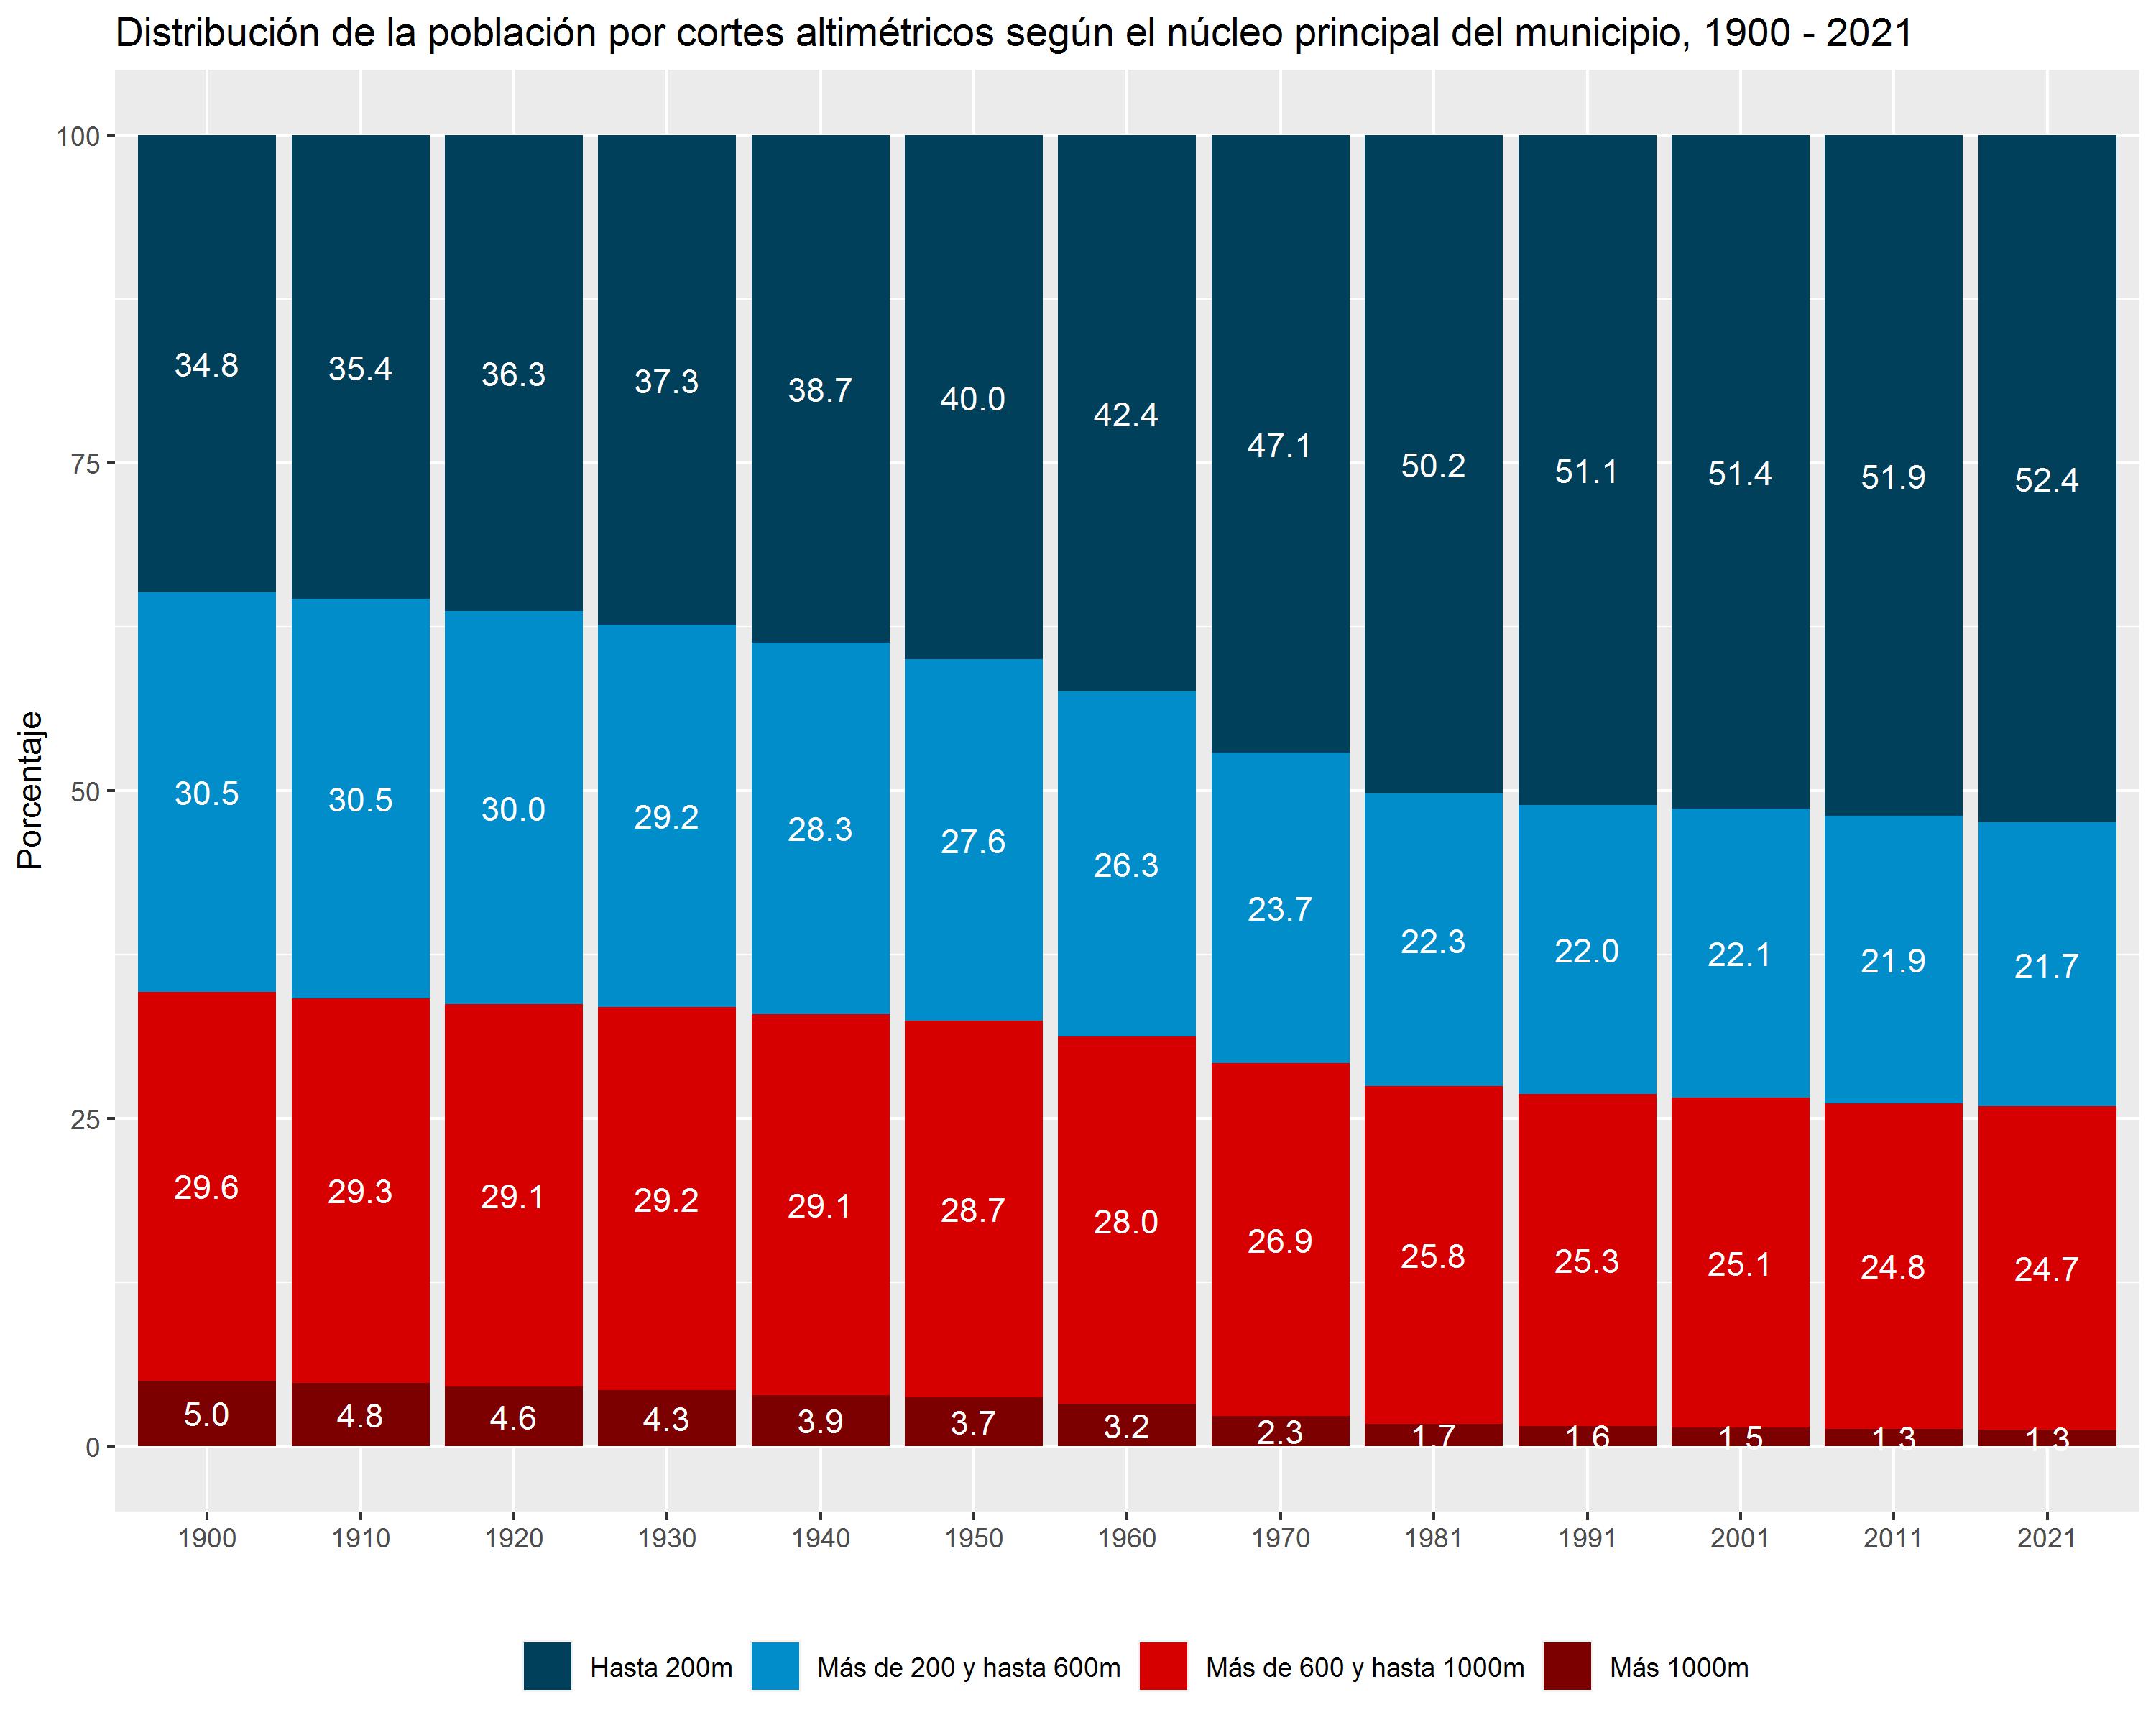 Distribución de la población por cortes altimétricos según el núcleo principal del municipio, 1900 - 2021
Porcentaje
100
75
50
25
0
34.8 35.4 36.3 37.3 38.7 40.0 42.4 47.1 50.2 51.1 51.4 51.9 52.4
30.5 30.5 30.0 29.2 28.3 27.6 26.3 23.7 22.3 22.0 22.1 21.9 21.7
29.6 29.3 29.1 29.2 29.1 28.7 28.0 26.9 25.8 25.3 25.1 24.8 24.7
5.0 4.8 4.6 4.3 3.9 3.7 3.2 2.3 1.7 1.6 1.5 1.3 1.3
1900 1910 1920 1930 1940 1950 1960 1970 1981 1991 2001 2011 2021
Hasta 200m Más de 200 y hasta 600m Más de 600 y hasta 1000m Más 1000m